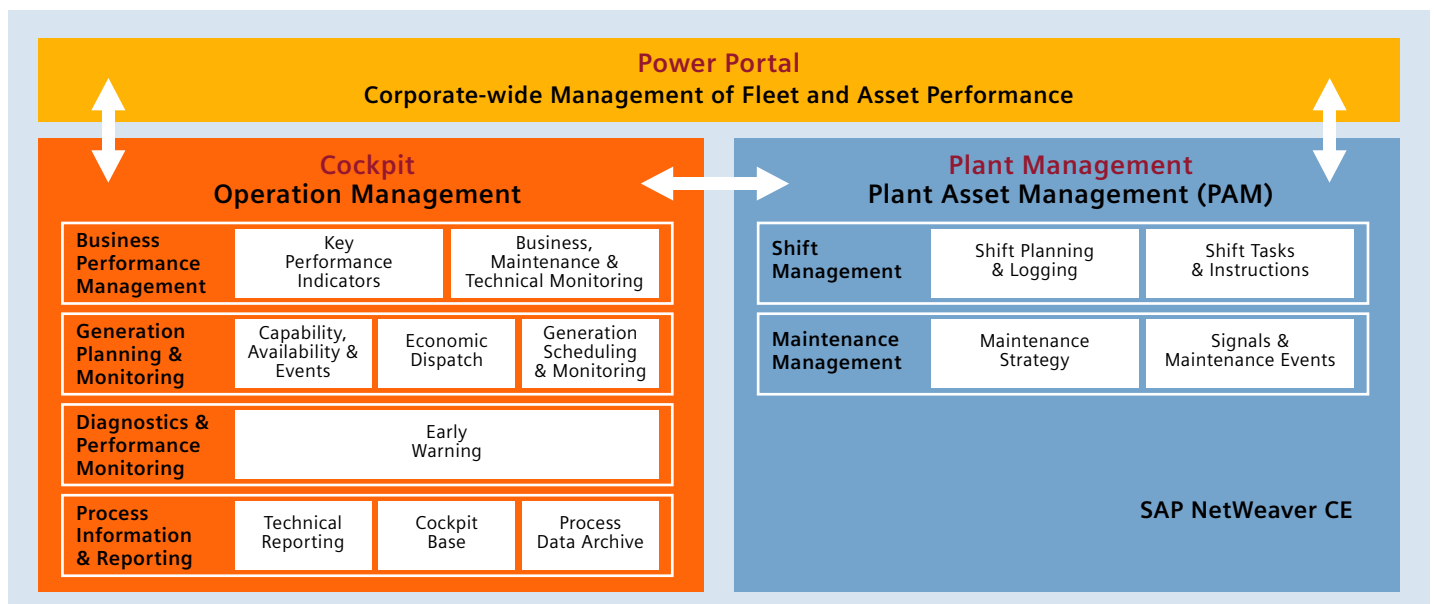 Power Portal
Corporate-wide Management of Fleet and Asset Performance
Cockpit
Operation Management
Business
Performance
Management
Key
Performance
Indicators
Business,
Maintenance &
Technical Monitoring
Generation
Planning &
Monitoring
Capability,
Availability &
Events
Economic
Dispatch
Generation
Scheduling
& Monitoring
Diagnostics &
Performance
Monitoring
Early
Warning
Process
Information
& Reporting
Technical
Reporting
Cockpit
Base
Process
Data Archive
Plant Management
Plant Asset Management (PAM)
Shift
Management
Shift Planning
& Logging
Shift Tasks
& Instructions
Maintenance
Management
Maintenance
Strategy
Signals &
Maintenance Events
SAP NetWeaver CE